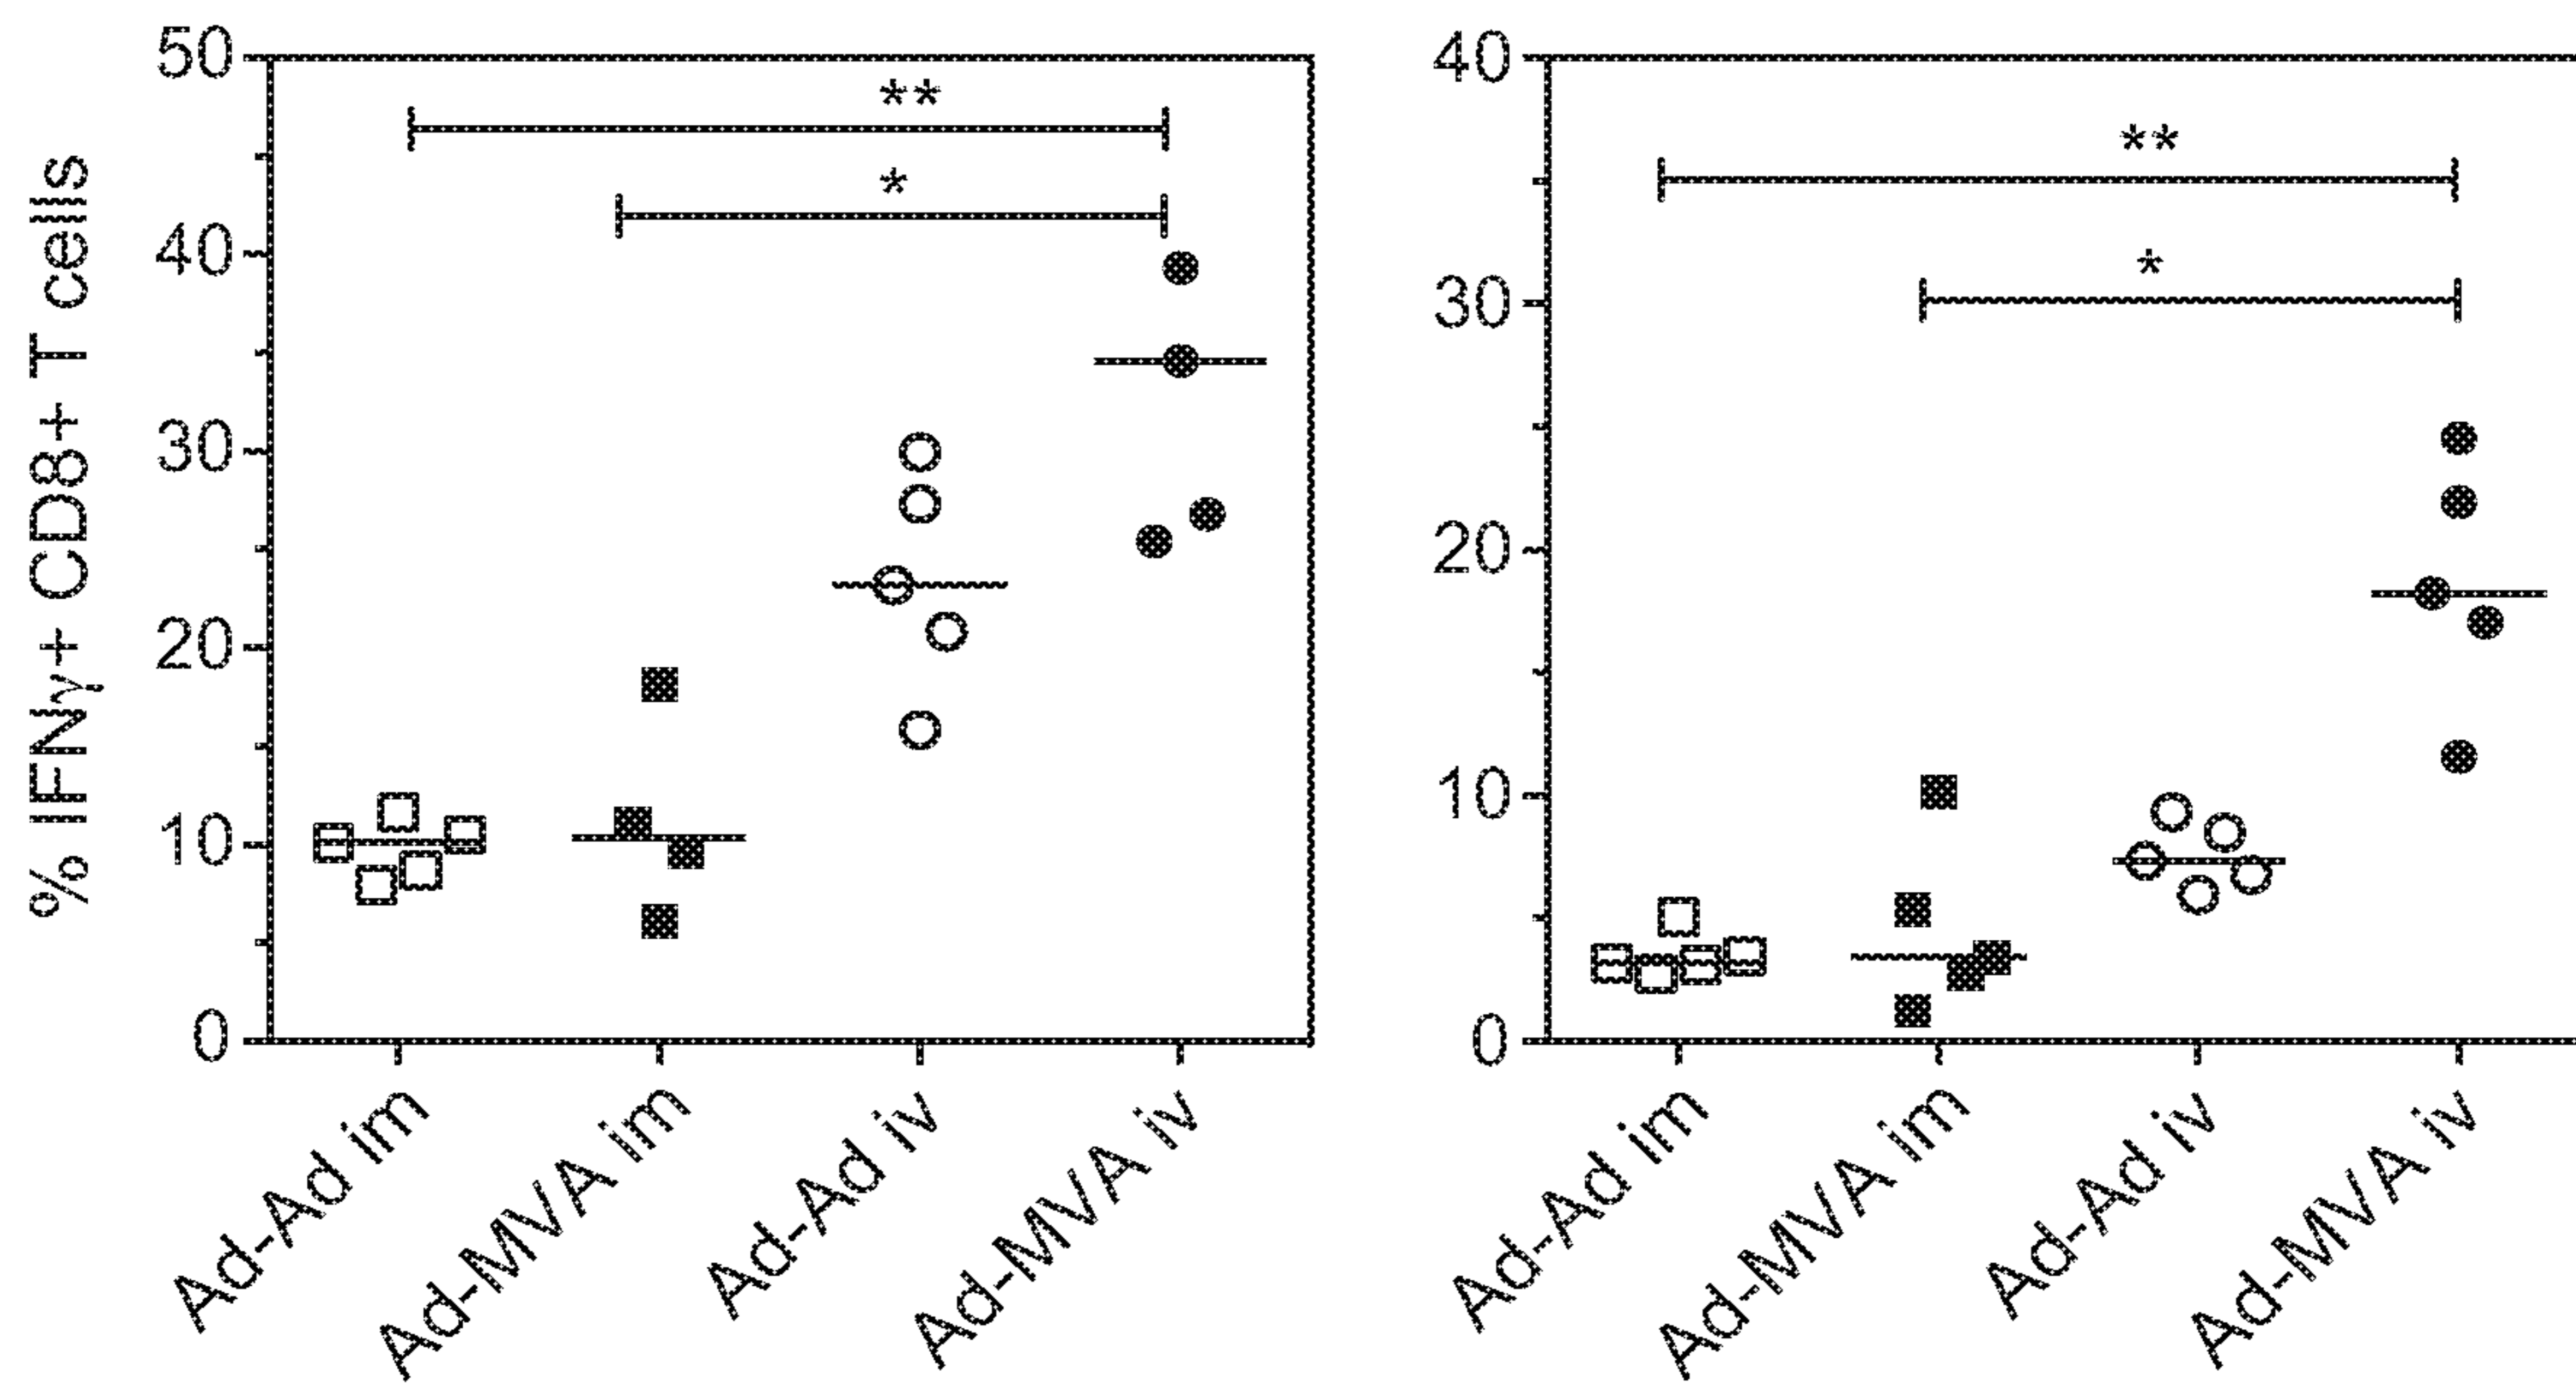 % IFNγ+ CD8+ T cells
50
40
30
20
10
0
**
*
Ad-Ad im
Ad-MVA im
Ad-Ad iv
Ad-MVA iv
40
30
20
10
0
**
*
Ad-Ad im
Ad-MVA im
Ad-Ad iv
Ad-MVA iv